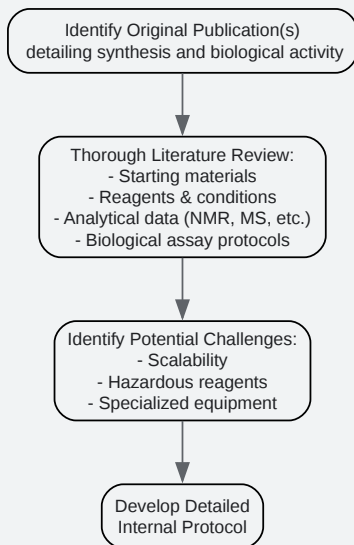 Identify Original Publication(s)
detailing synthesis and biological activity
Thorough Literature Review:
- Starting materials
- Reagents & conditions
- Analytical data (NMR, MS, etc.)
- Biological assay protocols
Identify Potential Challenges:
- Scalability
- Hazardous reagents
- Specialized equipment
Develop Detailed
Internal Protocol